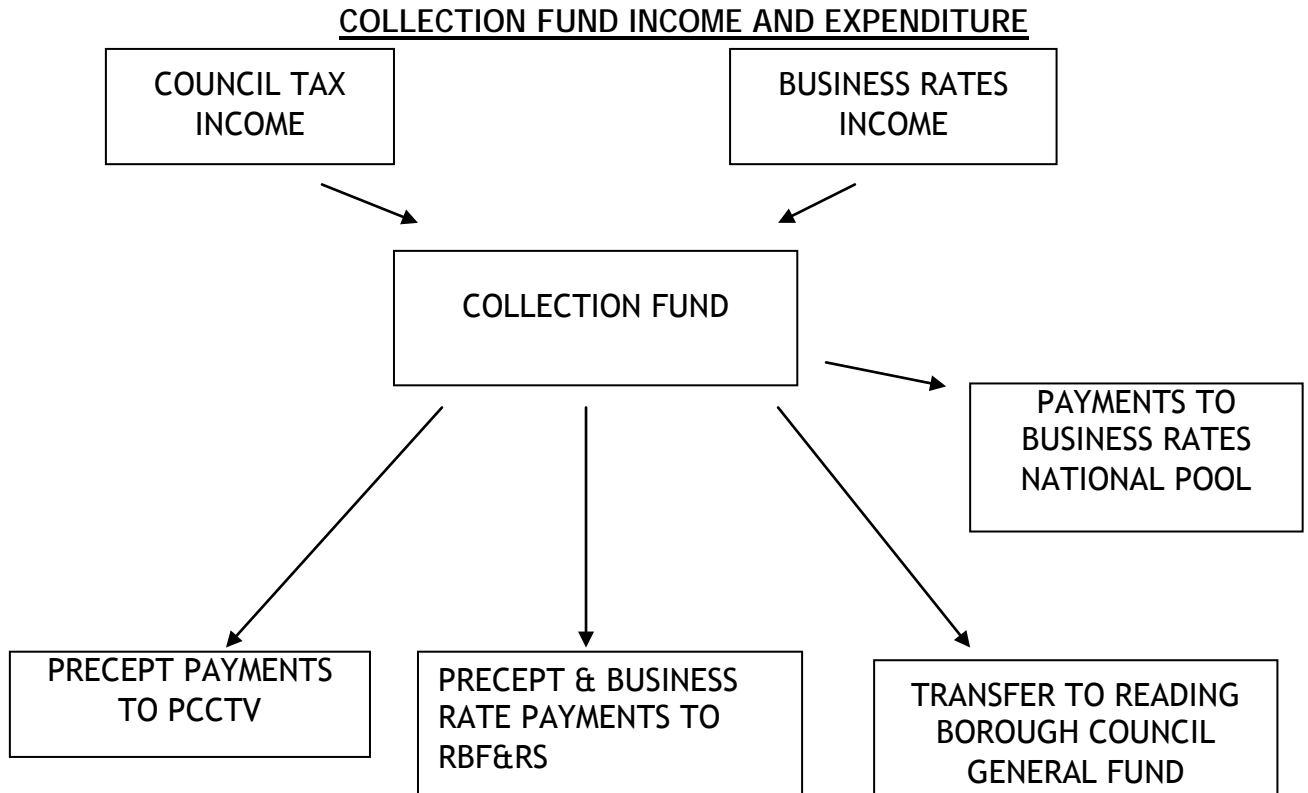 COLLECTION FUND INCOME AND EXPENDITURE
COUNCIL TAX
INCOME
BUSINESS RATES
INCOME
COLLECTION FUND
PAYMENTS TO
BUSINESS RATES
NATIONAL POOL
PRECEPT PAYMENTS
TO PCCTV
PRECEPT & BUSINESS
RATE PAYMENTS TO
RBF&RS
TRANSFER TO READING
BOROUGH COUNCIL
GENERAL FUND